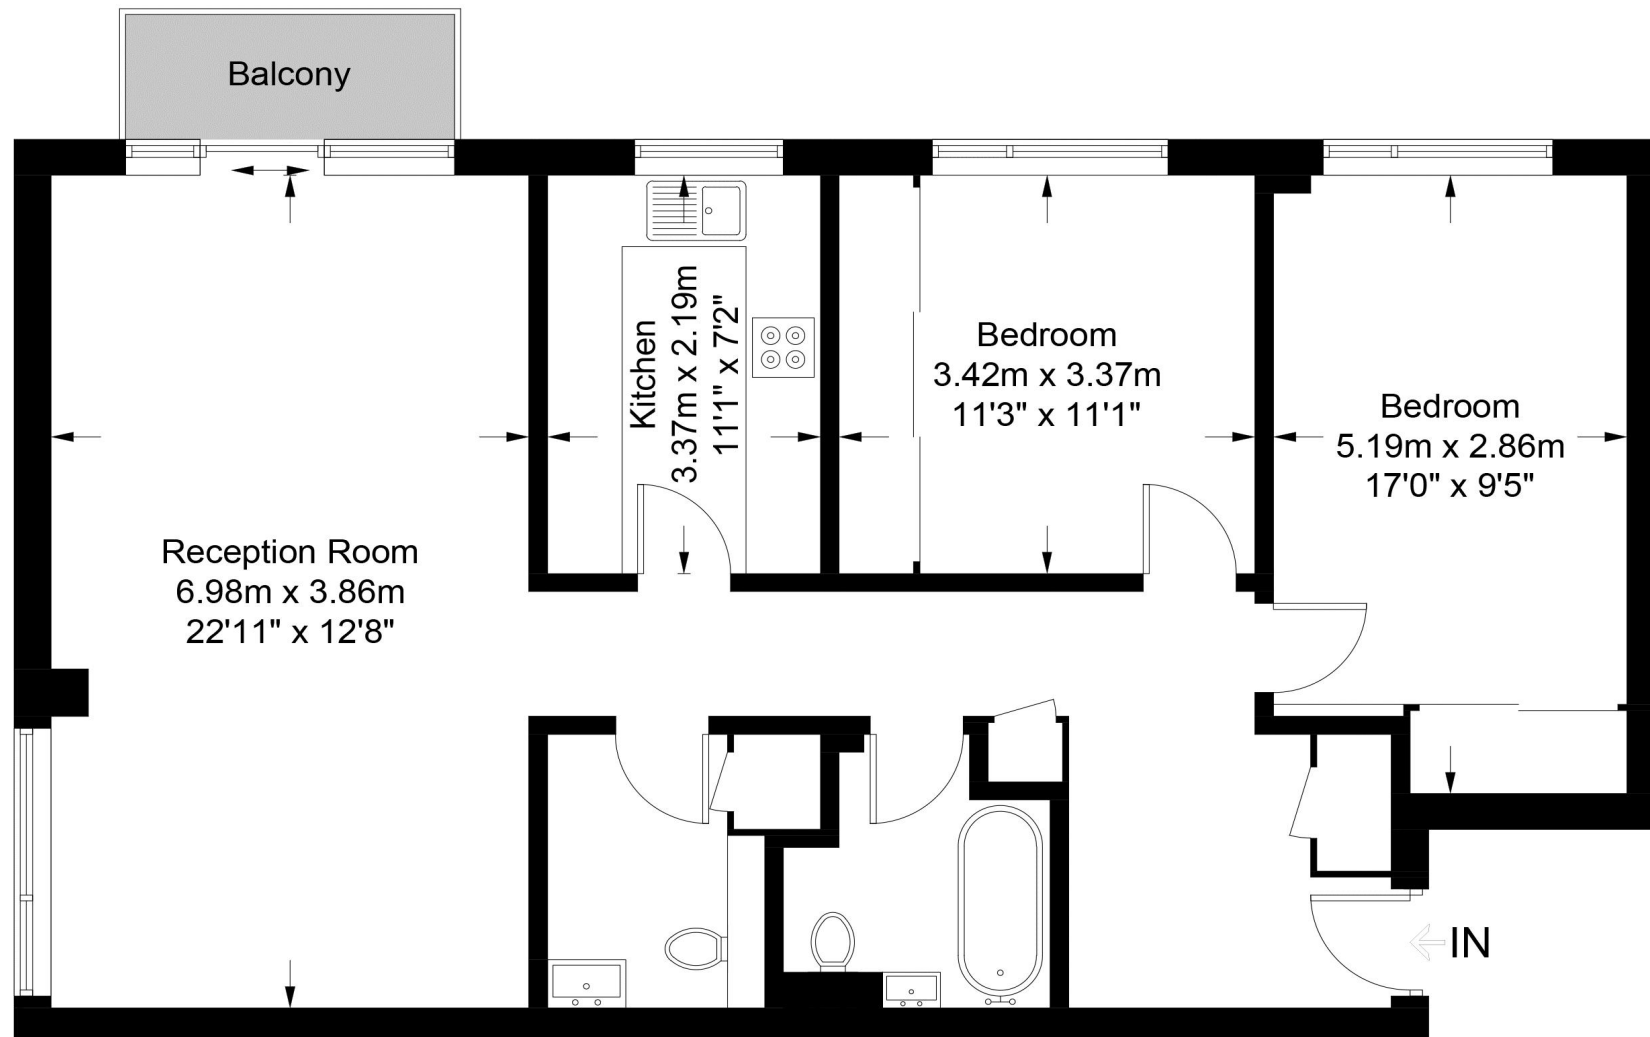 Balcony
Reception Room
6.98m x 3.86m
22'11" x 12'8"
Kitchen
3.37m x 2.19m
11'1" x 7'2"
Bedroom
3.42m x 3.37m
11'3" x 11'1"
Bedroom
5.19m x 2.86m
17'0" x 9'5"
IN